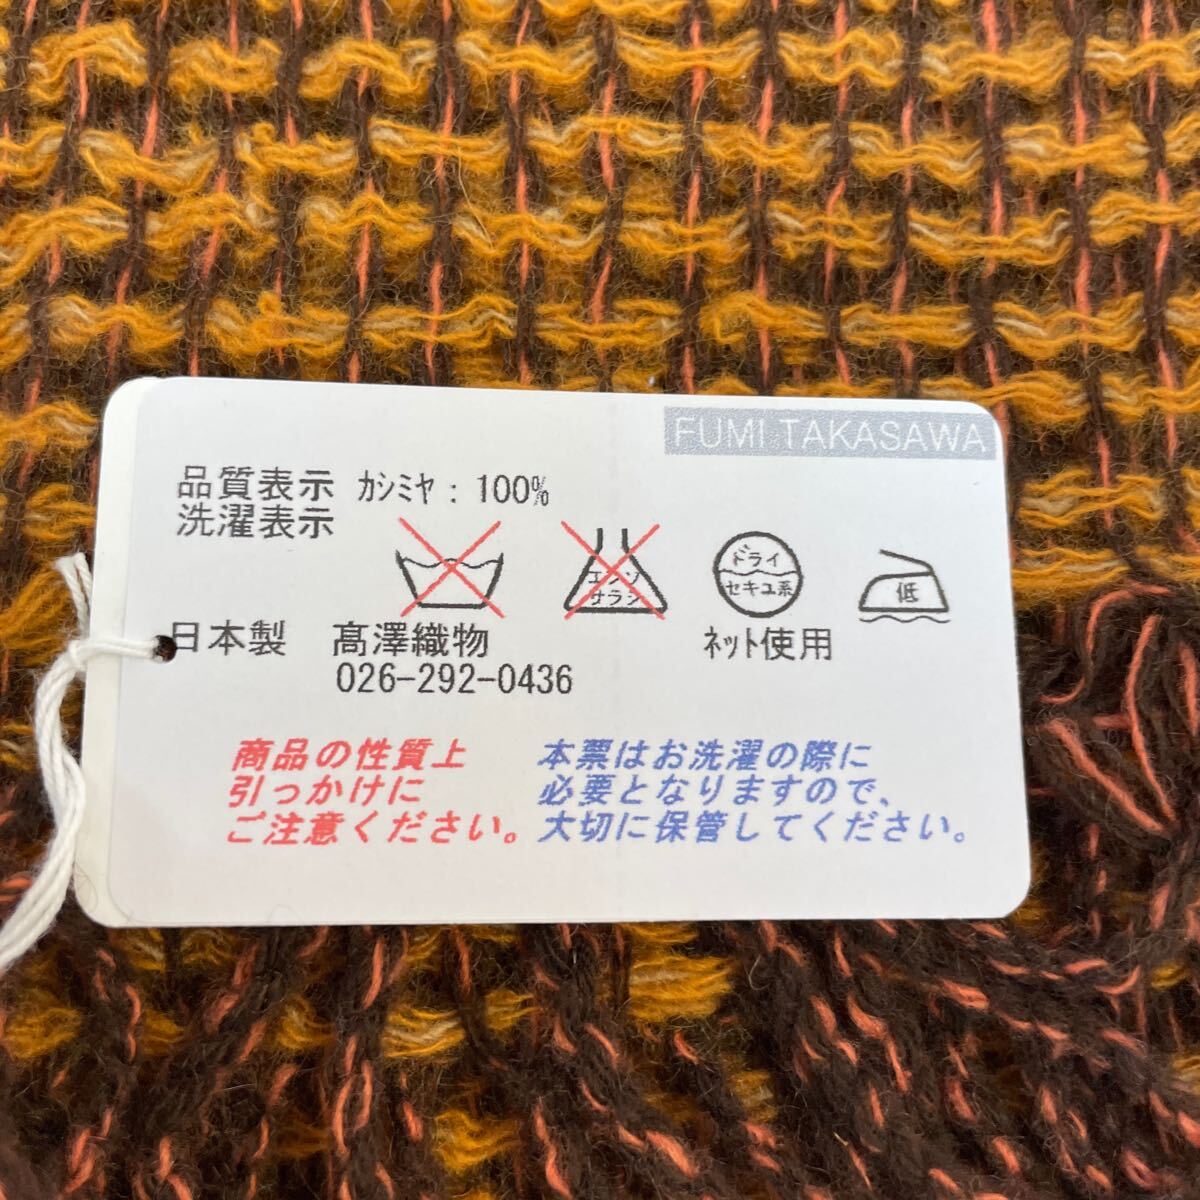 FUMI TAKASAWA
品質表示 カシミヤ：100%
洗濯表示
エンソ
サラシ
ドライ
セキユ系
低
日本製 髙澤織物 ネット使用
026-292-0436
商品の性質上
引っかけに
ご注意ください。
本票はお洗濯の際に
必要となりますので、
大切に保管してください。